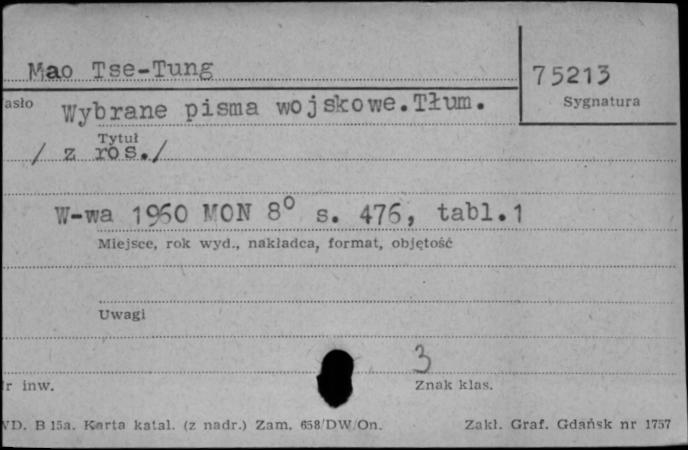 Mao Tse-Tung
75213
asło
Sygnatura
Wybrane pisma wojskowe.Tłum.
Tytuł
/ z ros./
W-wa 1960 MON 8° s. 476, tabl.1
Miejsce, rok wyd., nakładca, format, objętość
Uwagi
3
r inw.
Znak klas.
VD. B 15a. Karta katal. (z nadr.) Zam. 658/DW/On.
Zakł. Graf. Gdańsk nr 1757